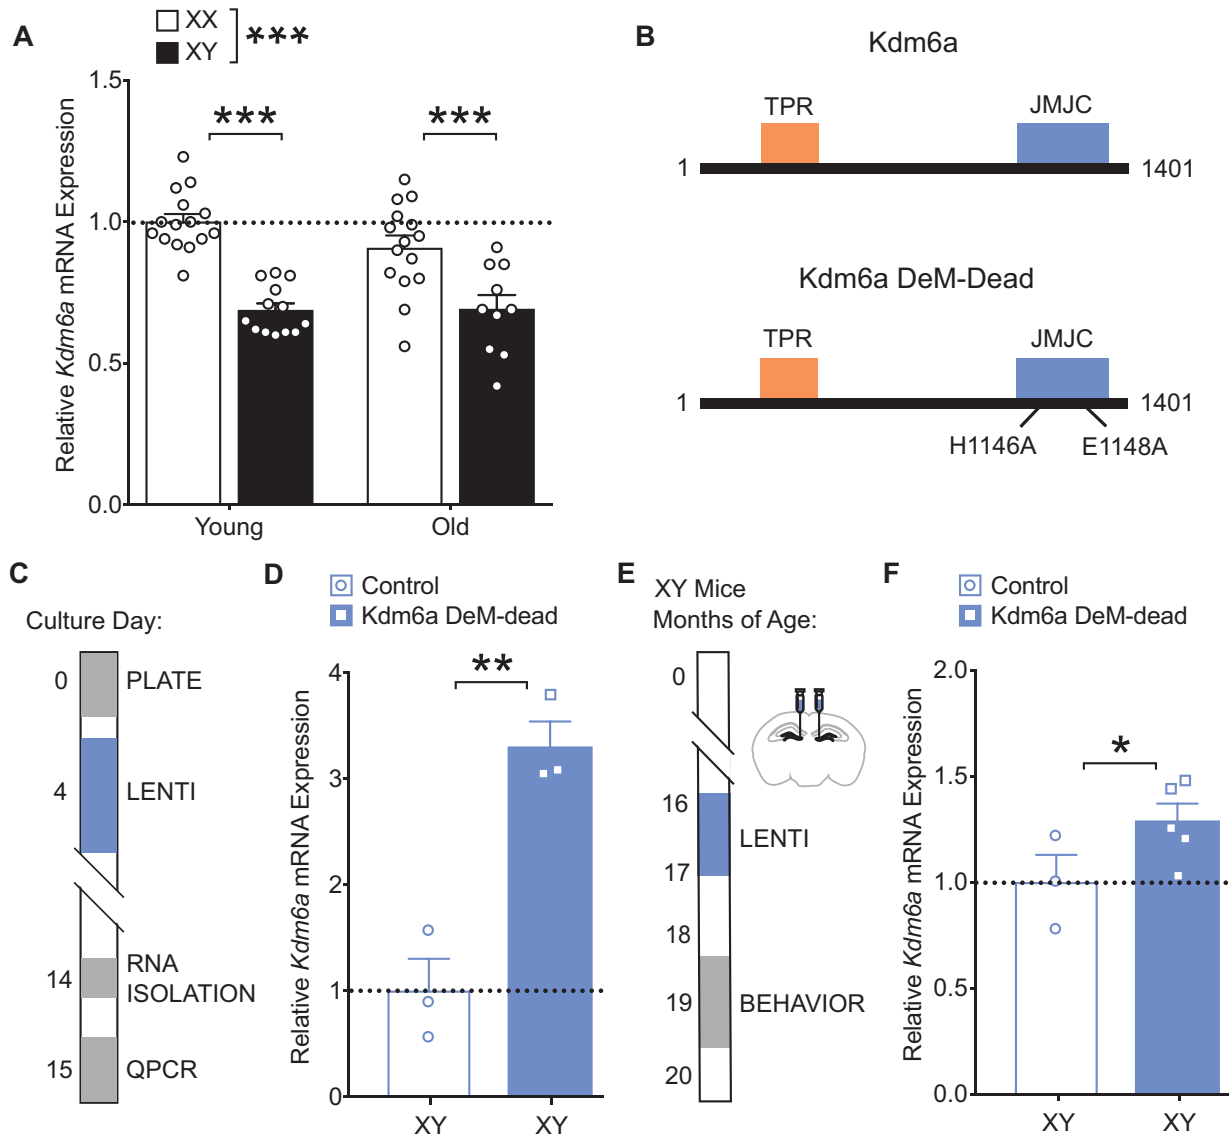 A
XX
XY
***
***
***
Relative Kdm6a mRNA Expression
1.5
1.0
0.5
0.0
Young
Old
B
Kdm6a
TPR
JMJC
1
1401
Kdm6a DeM-Dead
TPR
JMJC
1
1401
H1146A
E1148A
C
Culture Day:
0
PLATE
4
LENTI
14
RNA
ISOLATION
15
QPCR
D
Control
Kdm6a DeM-dead
**
Relative Kdm6a mRNA Expression
4
3
2
1
0
XY
XY
E
XY Mice
Months of Age:
0
16
LENTI
17
18
19
BEHAVIOR
20
F
Control
Kdm6a DeM-dead
*
Relative Kdm6a mRNA Expression
2.0
1.5
1.0
0.5
0.0
XY
XY